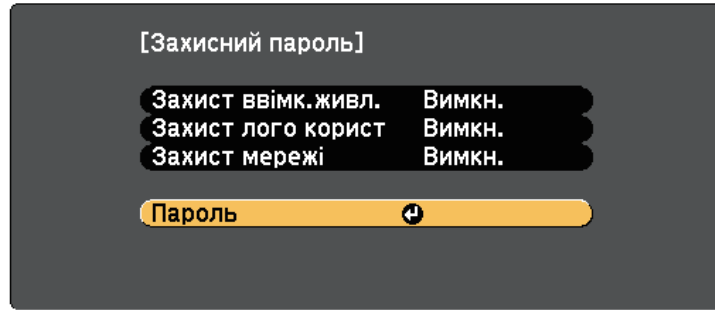 [Захисний пароль]
Захист ввімк.живл. Вимкн.
Захист лого корист Вимкн.
Захист мережі Вимкн.
Пароль